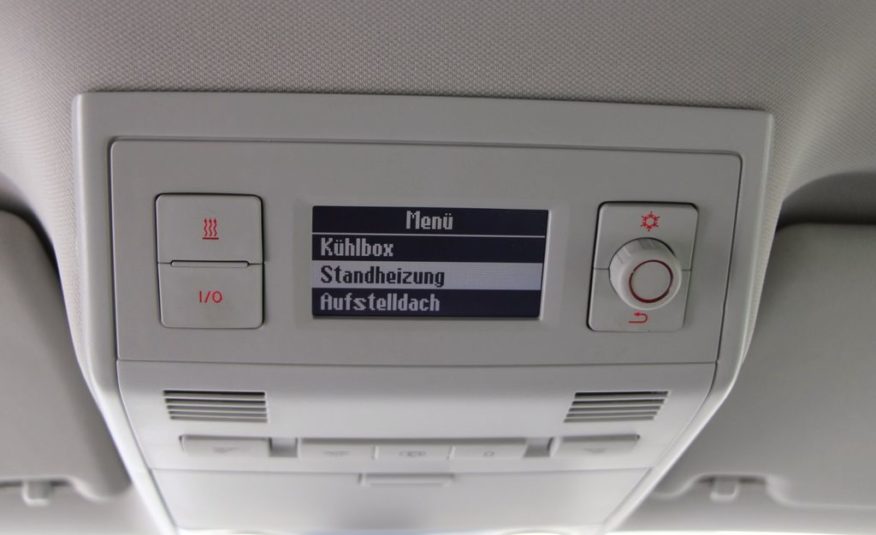 Menü
Kühlbox
Standheizung
Aufstelldach
I/O